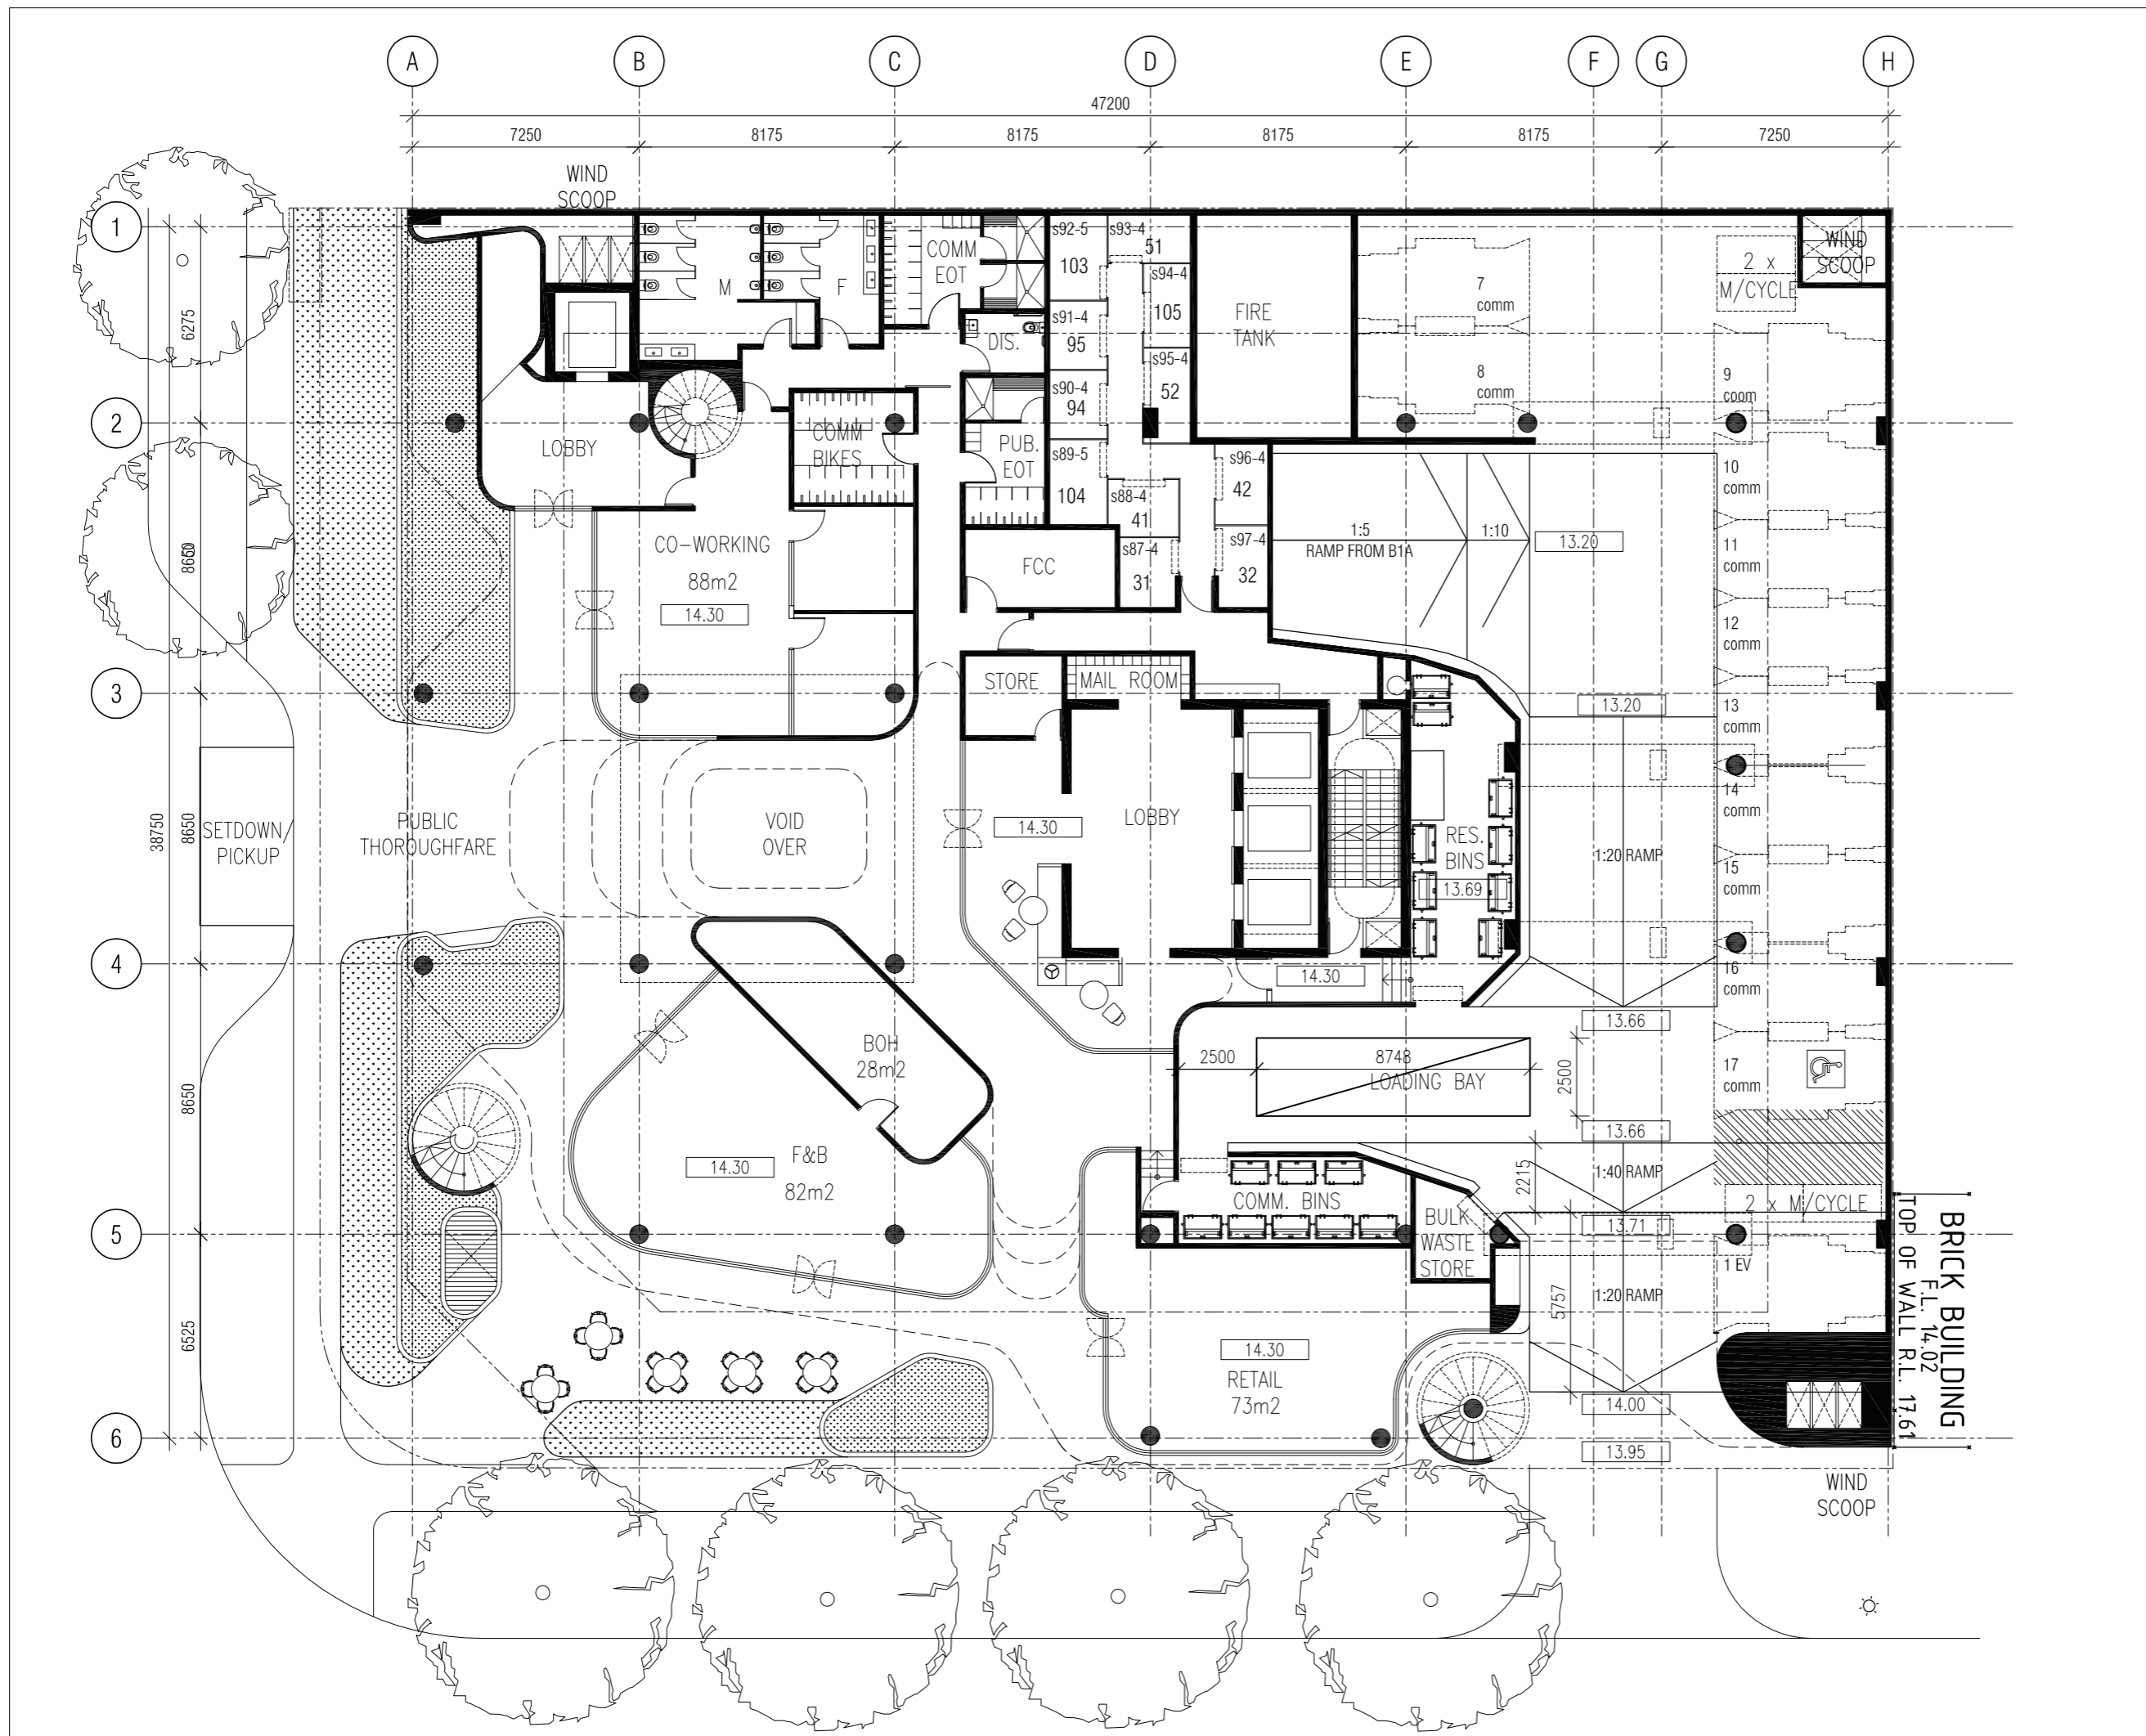 A
B
C
D
E
F
G
H
47200
7250
8175
8175
8175
8175
7250
WIND
SCOOP
1
2
3
4
5
6
6275
8650
8650
8650
6525
38750
M
F
COMM
EOT
DIS.
PUB.
EOT
COMM
BIKES
LOBBY
s92-5
103
s93-4
51
s94-4
105
s91-4
95
s95-4
52
s90-4
94
s89-5
104
s88-4
41
s87-4
31
s96-4
42
s97-4
32
FIRE
TANK
7
comm
8
comm
2 x
M/CYCLE
WIND
SCOOP
9
coom
10
comm
11
comm
12
comm
13
comm
14
comm
15
comm
16
comm
17
comm
1:5
RAMP FROM B1A
1:10
13.20
13.20
CO-WORKING
88m2
14.30
FCC
STORE
MAIL ROOM
SETDOWN/
PICKUP
PUBLIC
THOROUGHFARE
VOID
OVER
14.30
LOBBY
RES.
BINS
13.69
1:20 RAMP
14.30
13.66
BOH
28m2
2500
8748
LOADING BAY
2500
13.66
14.30
F&B
82m2
2215
1:40 RAMP
COMM. BINS
BULK
WASTE
STORE
13.71
2 x M/CYCLE
1 EV
5757
1:20 RAMP
14.30
RETAIL
73m2
14.00
13.95
BRICK BUILDING
F.L. 14.02
TOP OF WALL R.L. 17.61
WIND
SCOOP